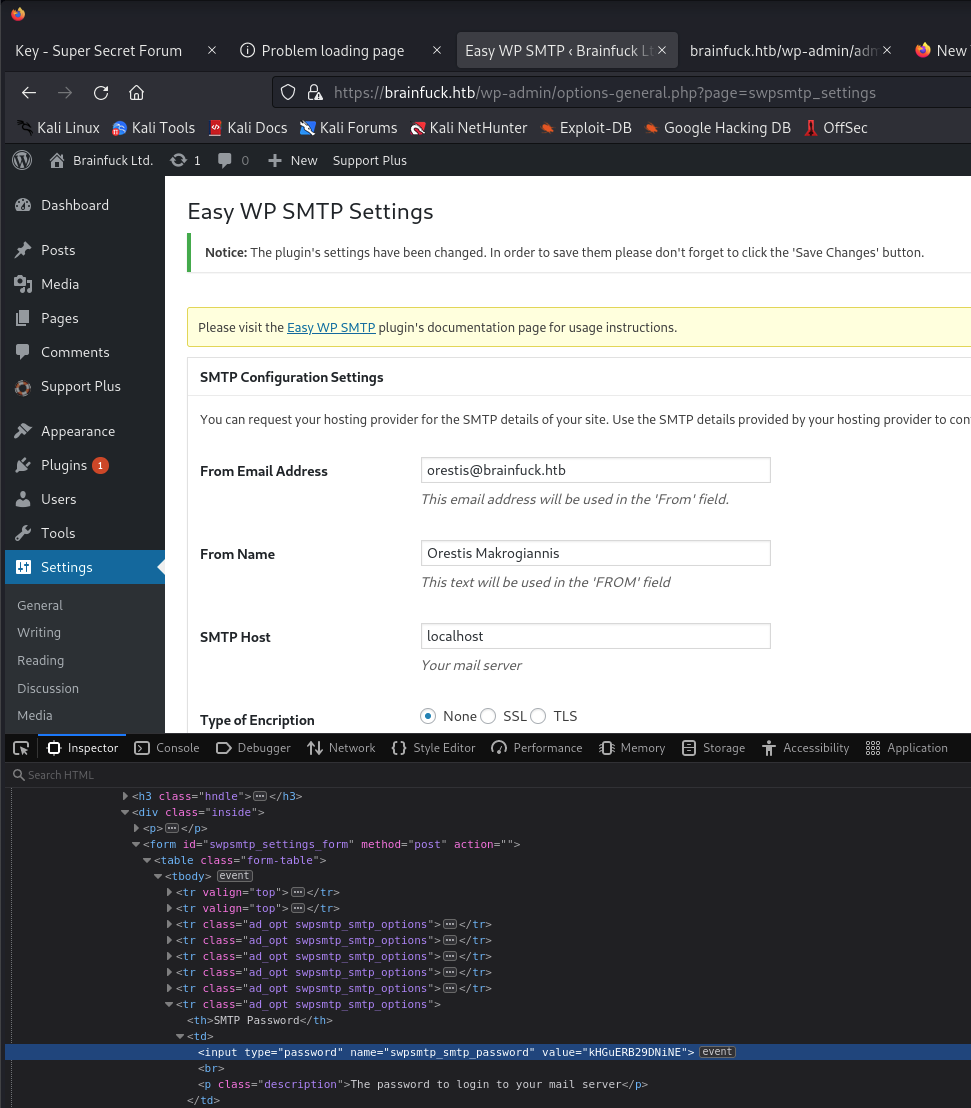 Key - Super Secret Forum
Problem loading page
Easy WP SMTP ‹ Brainfuck Lt
brainfuck.htb/wp-admin/adm
New
https://brainfuck.htb/wp-admin/options-general.php?page=swpsmtp_settings
Kali Linux Kali Tools Kali Docs Kali Forums Kali NetHunter Exploit-DB Google Hacking DB OffSec
Brainfuck Ltd. 1 0 New Support Plus
Dashboard
Posts
Media
Pages
Comments
Support Plus
Appearance
Plugins 1
Users
Tools
Settings
General
Writing
Reading
Discussion
Media
Easy WP SMTP Settings
Notice: The plugin's settings have been changed. In order to save them please don't forget to click the 'Save Changes' button.
Please visit the Easy WP SMTP plugin's documentation page for usage instructions.
SMTP Configuration Settings
You can request your hosting provider for the SMTP details of your site. Use the SMTP details provided by your hosting provider to con
From Email Address
orestis@brainfuck.htb
This email address will be used in the 'From' field.
From Name
Orestis Makrogiannis
This text will be used in the 'FROM' field
SMTP Host
localhost
Your mail server
Type of Encription
None SSL TLS
Inspector Console Debugger Network Style Editor Performance Memory Storage Accessibility Application
Search HTML
<h3 class="hndle">…</h3>
<div class="inside">
<p>…</p>
<form id="swpsmtp_settings_form" method="post" action="">
<table class="form-table">
<tbody> event
<tr valign="top">…</tr>
<tr valign="top">…</tr>
<tr class="ad_opt swpsmtp_smtp_options">…</tr>
<tr class="ad_opt swpsmtp_smtp_options">…</tr>
<tr class="ad_opt swpsmtp_smtp_options">…</tr>
<tr class="ad_opt swpsmtp_smtp_options">…</tr>
<tr class="ad_opt swpsmtp_smtp_options">…</tr>
<tr class="ad_opt swpsmtp_smtp_options">
<th>SMTP Password</th>
<td>
<input type="password" name="swpsmtp_smtp_password" value="kHGuERB29DNiNE"> event
<br>
<p class="description">The password to login to your mail server</p>
</td>